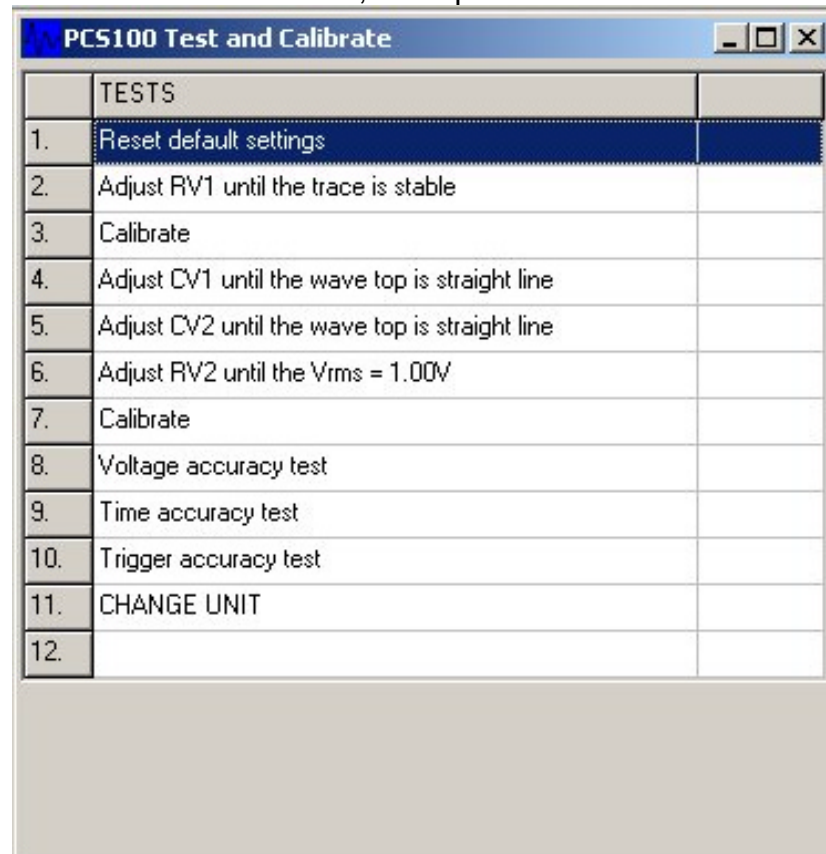 PCS100 Test and Calibrate
TESTS
1. Reset default settings
2. Adjust RV1 until the trace is stable
3. Calibrate
4. Adjust CV1 until the wave top is straight line
5. Adjust CV2 until the wave top is straight line
6. Adjust RV2 until the Vrms = 1.00V
7. Calibrate
8. Voltage accuracy test
9. Time accuracy test
10. Trigger accuracy test
11. CHANGE UNIT
12.